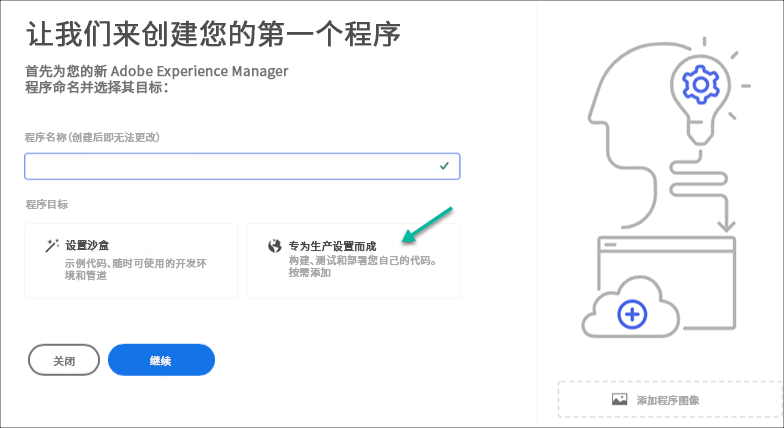 让我们来创建您的第一个程序
首先为您的新 Adobe Experience Manager
程序命名并选择其目标：
程序名称（创建后即无法更改）
程序目标
设置沙盒
示例代码、随时可使用的开发环
境和管道
专为生产设置而成
构建、测试和部署您自己的代码。
按需添加
关闭
继续
添加程序图像